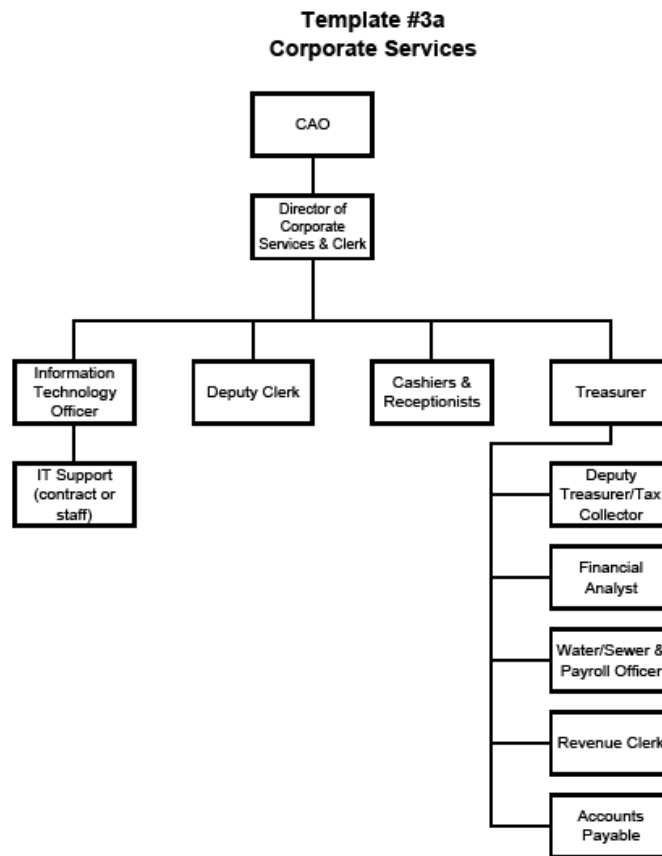 Template #3a
Corporate Services
CAO
Director of
Corporate
Services & Clerk
Information
Technology
Officer
Deputy Clerk
Cashiers &
Receptionists
Treasurer
IT Support
(contract or
staff)
Deputy
Treasurer/Tax
Collector
Financial
Analyst
Water/Sewer &
Payroll Officer
Revenue Clerk
Accounts
Payable